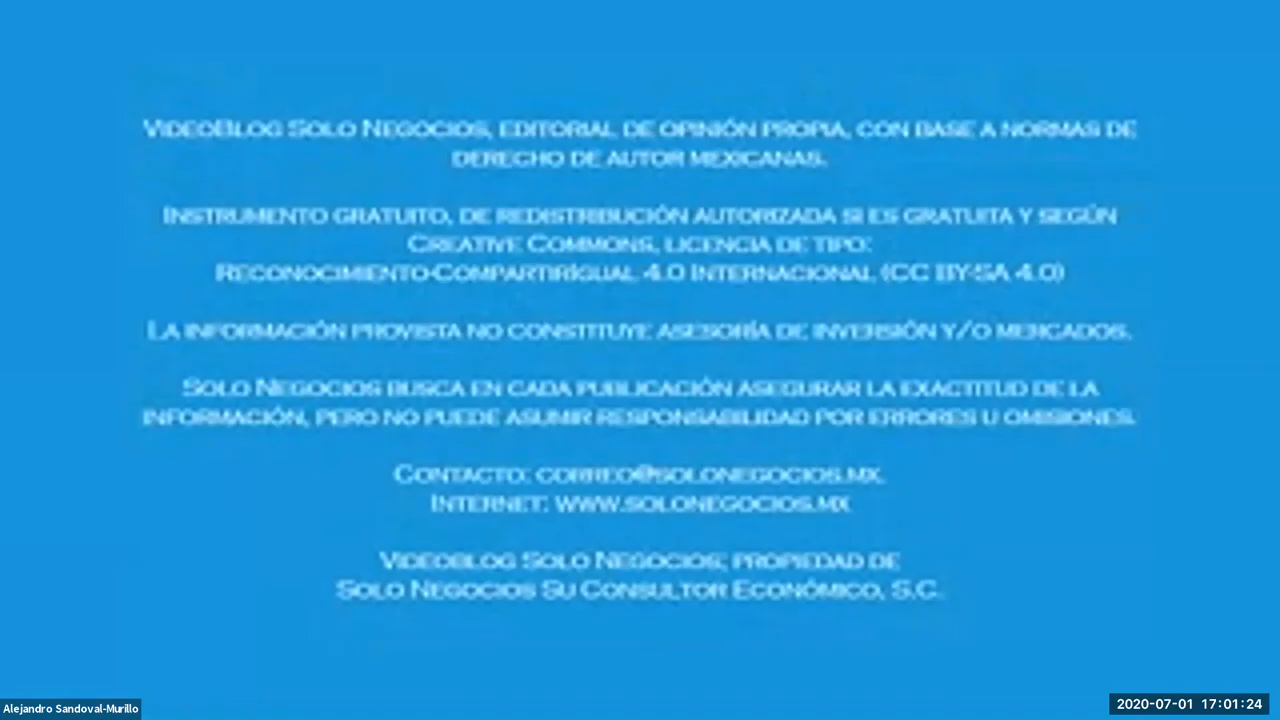 VideoBlog Solo Negocios, editorial de opinión propia, con base a normas de
derecho de autor mexicanas.
Instrumento gratuito, de redistribución autorizada si es gratuita y según
Creative Commons, licencia de tipo:
Reconocimiento-CompartirIgual 4.0 Internacional (CC BY-SA 4.0)
La información provista no constituye asesoría de inversión y/o mercados.
Solo Negocios busca en cada publicación asegurar la exactitud de la
información, pero no puede asumir responsabilidad por errores u omisiones.
Contacto: correo@solonegocios.mx.
Internet: www.solonegocios.mx
Videoblog Solo Negocios; propiedad de
Solo Negocios Su Consultor Económico, S.C.
Alejandro Sandoval-Murillo
2020-07-01 17:01:24